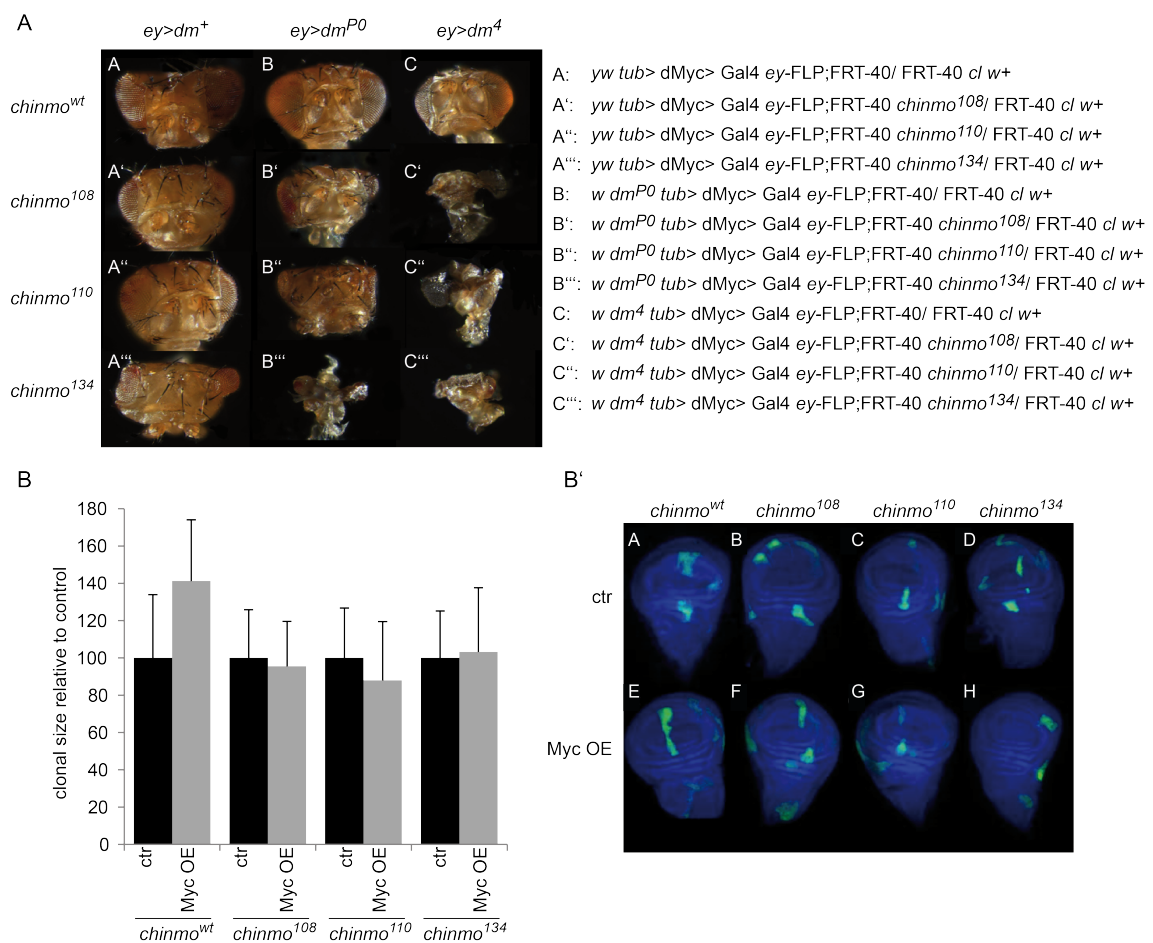 A
ey>dm+ ey>dmP0 ey>dm4
A B C
chinmowt
A‘ B‘ C‘
chinmo108
A“ B“ C“
chinmo110
A“‘ B“‘ C“‘
chinmo134
A: yw tub> dMyc> Gal4 ey-FLP;FRT-40/ FRT-40 cl w+
A‘: yw tub> dMyc> Gal4 ey-FLP;FRT-40 chinmo108/ FRT-40 cl w+
A“: yw tub> dMyc> Gal4 ey-FLP;FRT-40 chinmo110/ FRT-40 cl w+
A“‘: yw tub> dMyc> Gal4 ey-FLP;FRT-40 chinmo134/ FRT-40 cl w+
B: w dmP0 tub> dMyc> Gal4 ey-FLP;FRT-40/ FRT-40 cl w+
B‘: w dmP0 tub> dMyc> Gal4 ey-FLP;FRT-40 chinmo108/ FRT-40 cl w+
B“: w dmP0 tub> dMyc> Gal4 ey-FLP;FRT-40 chinmo110/ FRT-40 cl w+
B“‘: w dmP0 tub> dMyc> Gal4 ey-FLP;FRT-40 chinmo134/ FRT-40 cl w+
C: w dm4 tub> dMyc> Gal4 ey-FLP;FRT-40/ FRT-40 cl w+
C‘: w dm4 tub> dMyc> Gal4 ey-FLP;FRT-40 chinmo108/ FRT-40 cl w+
C“: w dm4 tub> dMyc> Gal4 ey-FLP;FRT-40 chinmo110/ FRT-40 cl w+
C“‘: w dm4 tub> dMyc> Gal4 ey-FLP;FRT-40 chinmo134/ FRT-40 cl w+
B
clonal size relative to control
180
160
140
120
100
80
60
40
20
0
ctr Myc OE ctr Myc OE ctr Myc OE ctr Myc OE
chinmowt chinmo108 chinmo110 chinmo134
B‘
chinmowt chinmo108 chinmo110 chinmo134
A B C D
ctr
E F G H
Myc OE